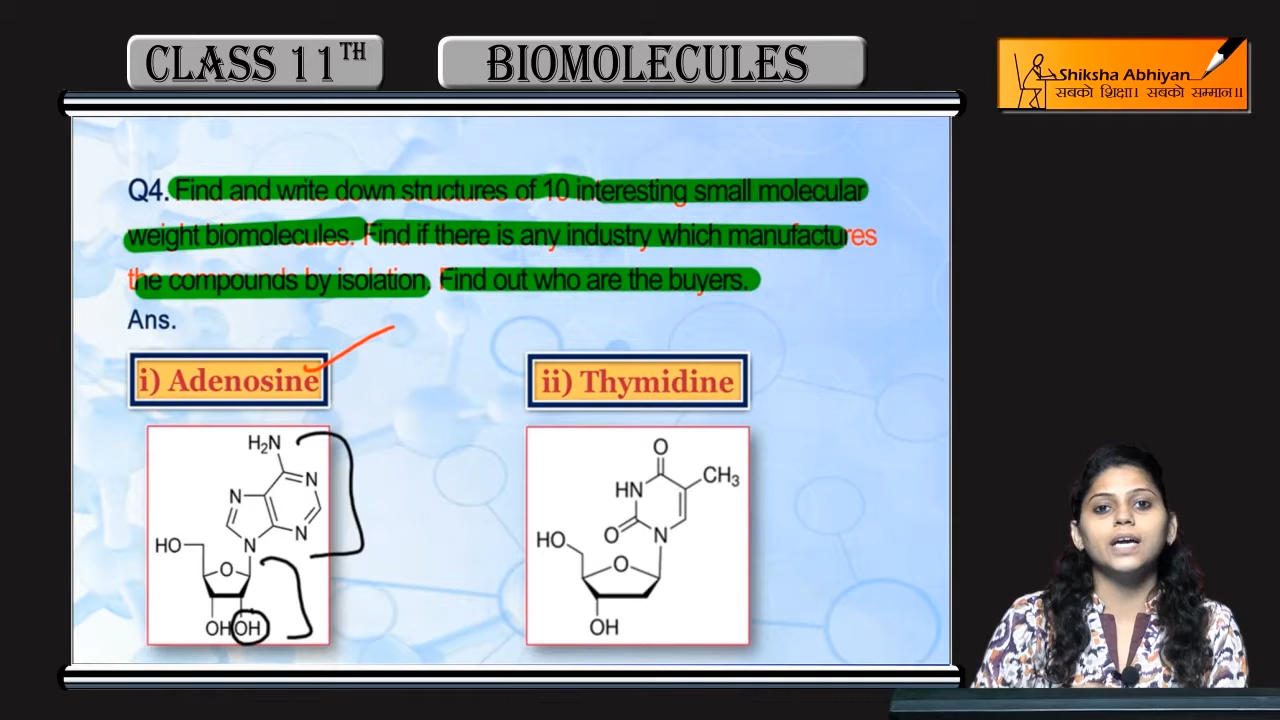 CLASS 11TH
BIOMOLECULES
Shiksha Abhiyan
सबको शिक्षा। सबको सम्मान॥
Q4. Find and write down structures of 10 interesting small molecular
weight biomolecules. Find if there is any industry which manufactures
the compounds by isolation. Find out who are the buyers.
Ans.
i) Adenosine
ii) Thymidine
H₂N
N
N
N
N
HO
O
OH
OH
O
CH₃
HN
O
N
HO
O
OH